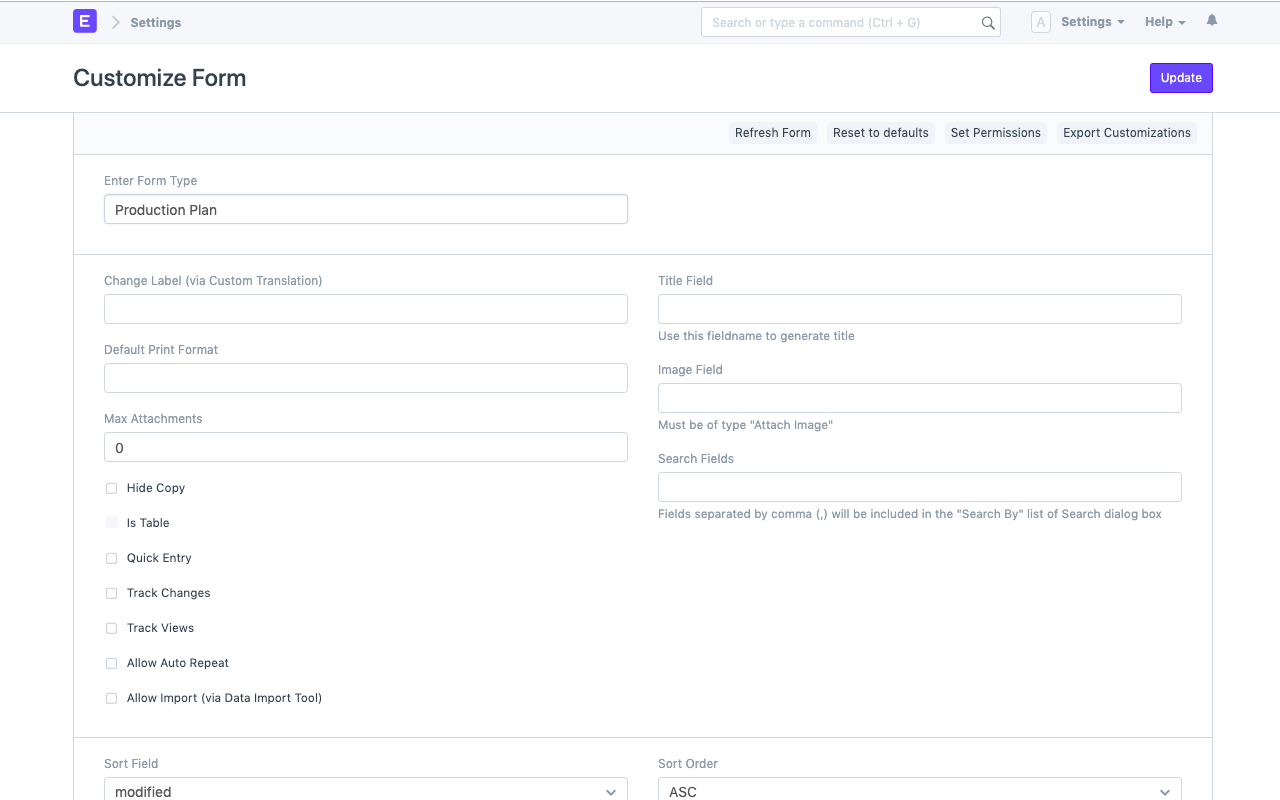 E Settings Search or type a command (Ctrl + G) A Settings Help
Customize Form Update
Refresh Form Reset to defaults Set Permissions Export Customizations
Enter Form Type
Production Plan
Change Label (via Custom Translation)
Title Field
Use this fieldname to generate title
Default Print Format
Image Field
Must be of type "Attach Image"
Max Attachments
0
Search Fields
Fields separated by comma (,) will be included in the "Search By" list of Search dialog box
Hide Copy
Is Table
Quick Entry
Track Changes
Track Views
Allow Auto Repeat
Allow Import (via Data Import Tool)
Sort Field
modified
Sort Order
ASC